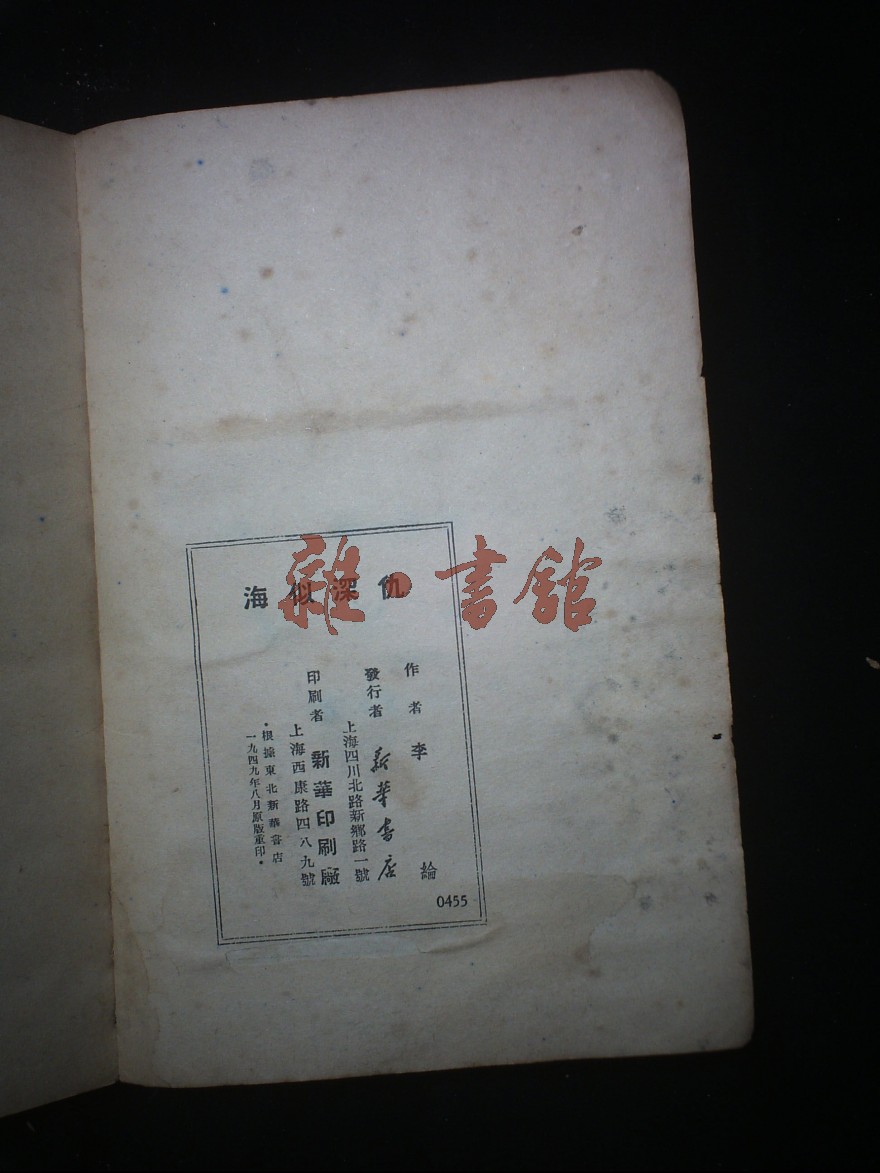 仇深似海
作者 李 綸
發行者 新華書店
上海四川北路新鄉路一號
印刷者 新華印刷廠
上海西康路四八九號
·根據東北新華書店
一九四九年八月原版重印·
0455
雜·書館